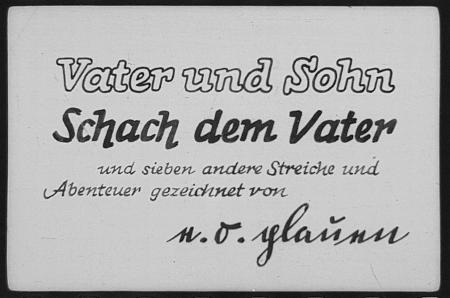 Vater und Sohn
Schach dem Vater
und sieben andere Streiche und
Abenteuer gezeichnet von
e. o. plauen